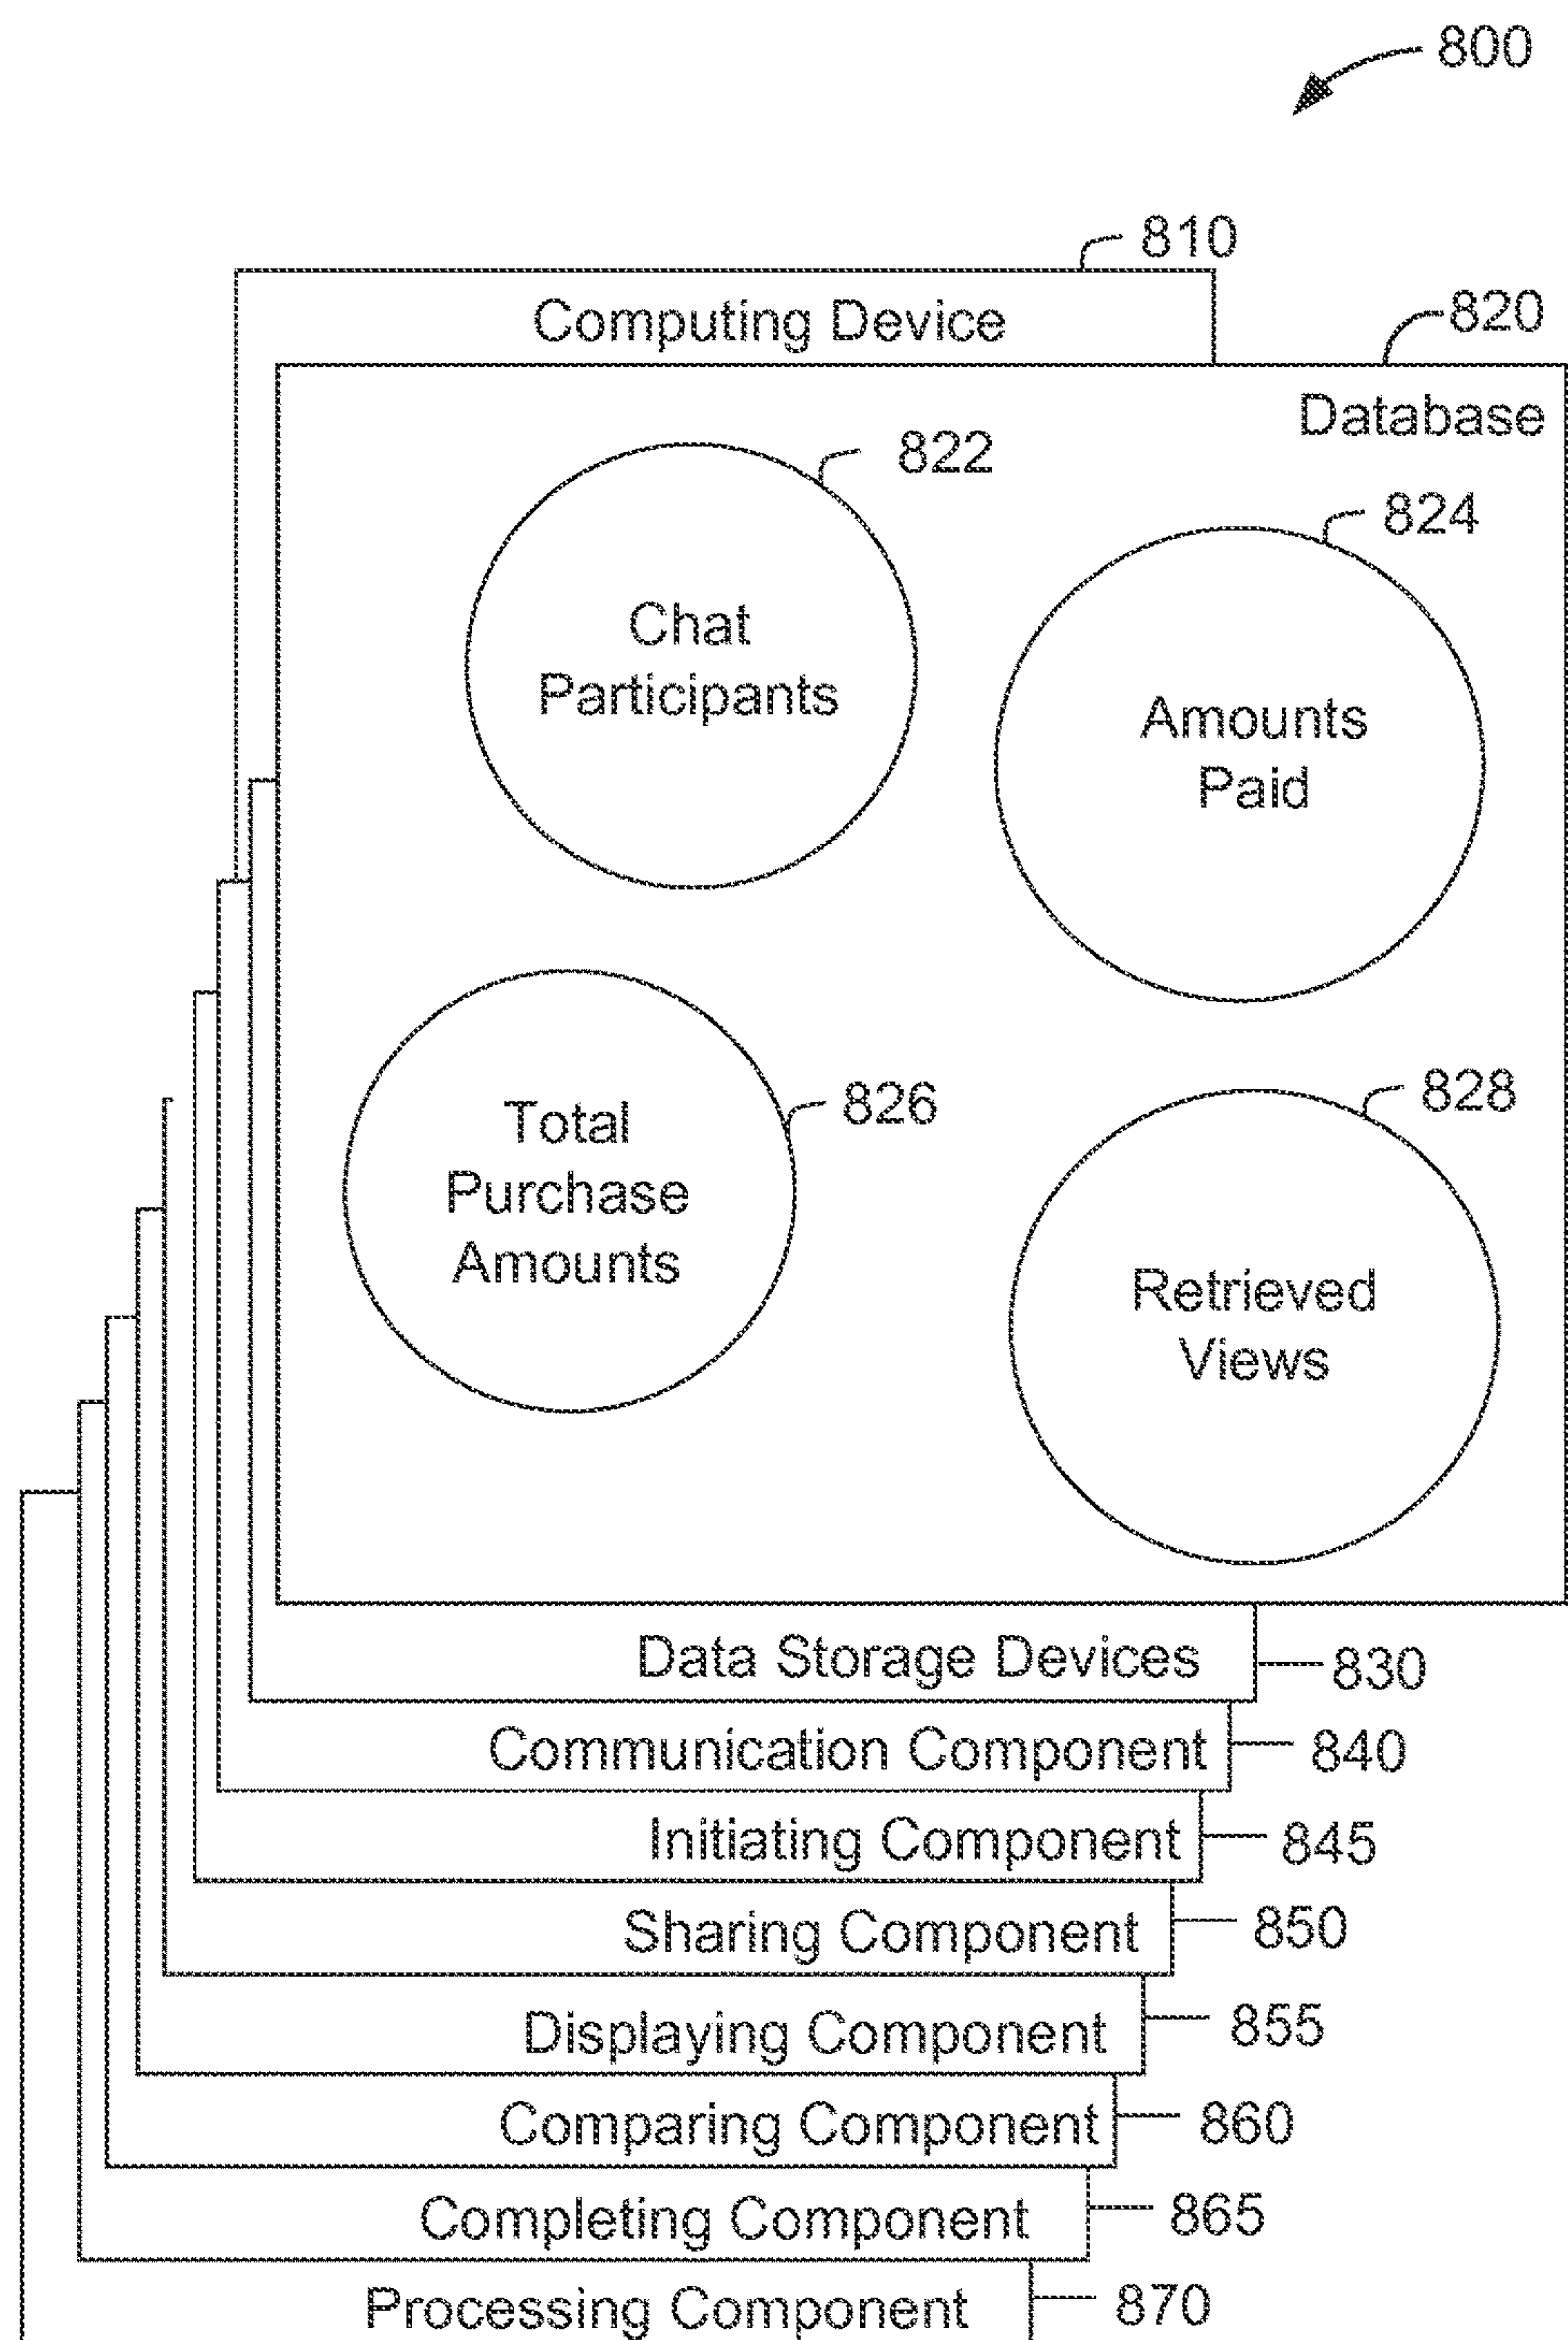 800
810
Computing Device
820
Database
822
824
Chat
Participants
Amounts
Paid
826
828
Total
Purchase
Amounts
Retrieved
Views
Data Storage Devices
830
Communication Component
840
Initiating Component
845
Sharing Component
850
Displaying Component
855
Comparing Component
860
Completing Component
865
Processing Component
870